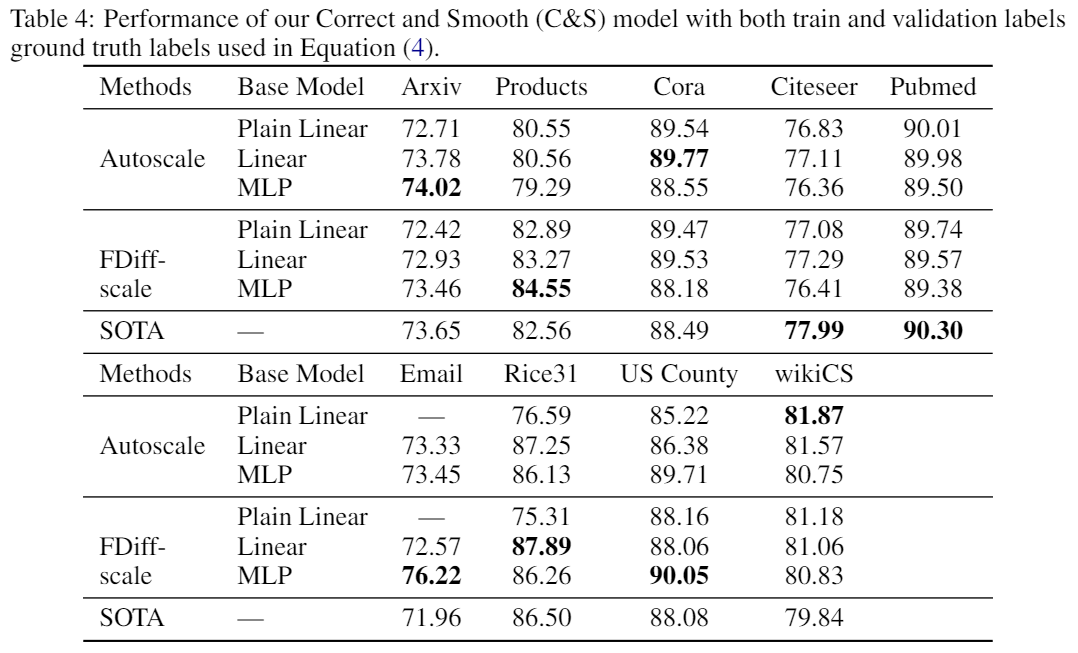 Table 4: Performance of our Correct and Smooth (C&S) model with both train and validation labels
ground truth labels used in Equation (4).
Methods Base Model Arxiv Products Cora Citeseer Pubmed
Plain Linear 72.71 80.55 89.54 76.83 90.01
Autoscale Linear 73.78 80.56 89.77 77.11 89.98
MLP 74.02 79.29 88.55 76.36 89.50
Plain Linear 72.42 82.89 89.47 77.08 89.74
FDiff- Linear 72.93 83.27 89.53 77.29 89.57
scale MLP 73.46 84.55 88.18 76.41 89.38
SOTA — 73.65 82.56 88.49 77.99 90.30
Methods Base Model Email Rice31 US County wikiCS
Plain Linear — 76.59 85.22 81.87
Autoscale Linear 73.33 87.25 86.38 81.57
MLP 73.45 86.13 89.71 80.75
Plain Linear — 75.31 88.16 81.18
FDiff- Linear 72.57 87.89 88.06 81.06
scale MLP 76.22 86.26 90.05 80.83
SOTA — 71.96 86.50 88.08 79.84